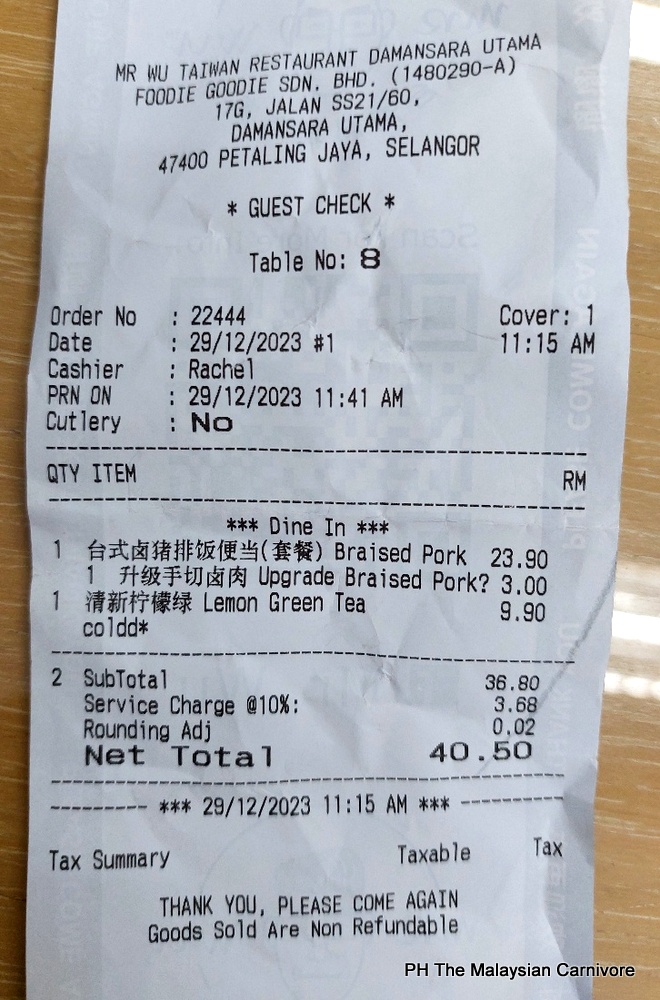 MR WU TAIWAN RESTAURANT DAMANSARA UTAMA
FOODIE GOODIE SDN. BHD. (1480290-A)
17G, JALAN SS21/60,
DAMANSARA UTAMA,
47400 PETALING JAYA, SELANGOR
* GUEST CHECK *
Table No: 8
Order No : 22444 Cover: 1
Date : 29/12/2023 #1 11:15 AM
Cashier : Rachel
PRN ON : 29/12/2023 11:41 AM
Cutlery : No
QTY ITEM RM
*** Dine In ***
1 台式卤猪排饭便当(套餐) Braised Pork 23.90
1 升级手切卤肉 Upgrade Braised Pork? 3.00
1 清新柠檬绿 Lemon Green Tea 9.90
coldd*
2 SubTotal 36.80
Service Charge @10%: 3.68
Rounding Adj 0.02
Net Total 40.50
--------- *** 29/12/2023 11:15 AM *** ---------
Tax Summary Taxable Tax
THANK YOU, PLEASE COME AGAIN
Goods Sold Are Non Refundable
PH The Malaysian Carnivore